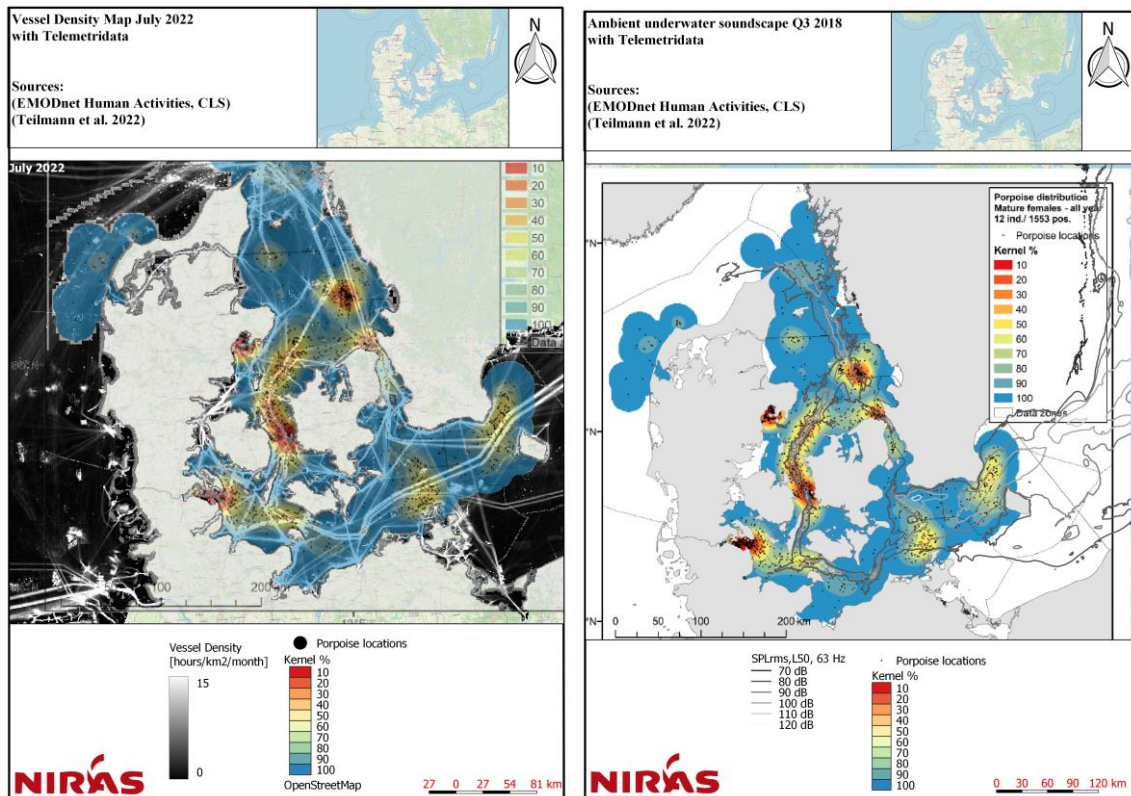 Vessel Density Map July 2022
with Telemetridata
Sources:
(EMODnet Human Activities, CLS)
(Teilmann et al. 2022)
N
July 2022
10
20
30
40
50
60
70
80
90
100
Data
100
200
Vessel Density
[hours/km2/month]
15
0
Porpoise locations
Kernel %
10
20
30
40
50
60
70
80
90
100
OpenStreetMap
NIRAS
27 0 27 54 81 km
Ambient underwater soundscape Q3 2018
with Telemetridata
Sources:
(EMODnet Human Activities, CLS)
(Teilmann et al. 2022)
N
Porpoise distribution
Mature females - all year
12 ind./ 1553 pos.
Porpoise locations
Kernel %
10
20
30
40
50
60
70
80
90
100
Data zones
°N
°N
°N
0 50 100 200 km
SPLrms,L50, 63 Hz
70 dB
80 dB
90 dB
100 dB
110 dB
120 dB
Porpoise locations
Kernel %
10
20
30
40
50
60
70
80
90
100
NIRAS
0 30 60 90 120 km